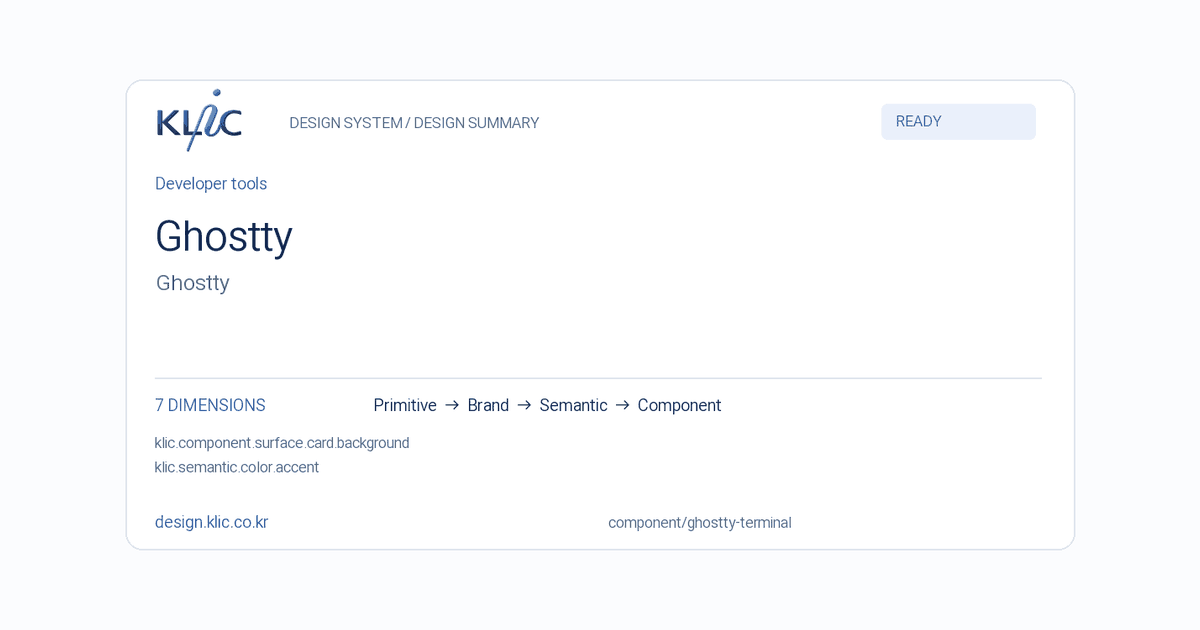 KLiC
DESIGN SYSTEM / DESIGN SUMMARY
READY
Developer tools
Ghostty
Ghostty
7 DIMENSIONS
Primitive → Brand → Semantic → Component
klic.component.surface.card.background
klic.semantic.color.accent
design.klic.co.kr
component/ghostty-terminal